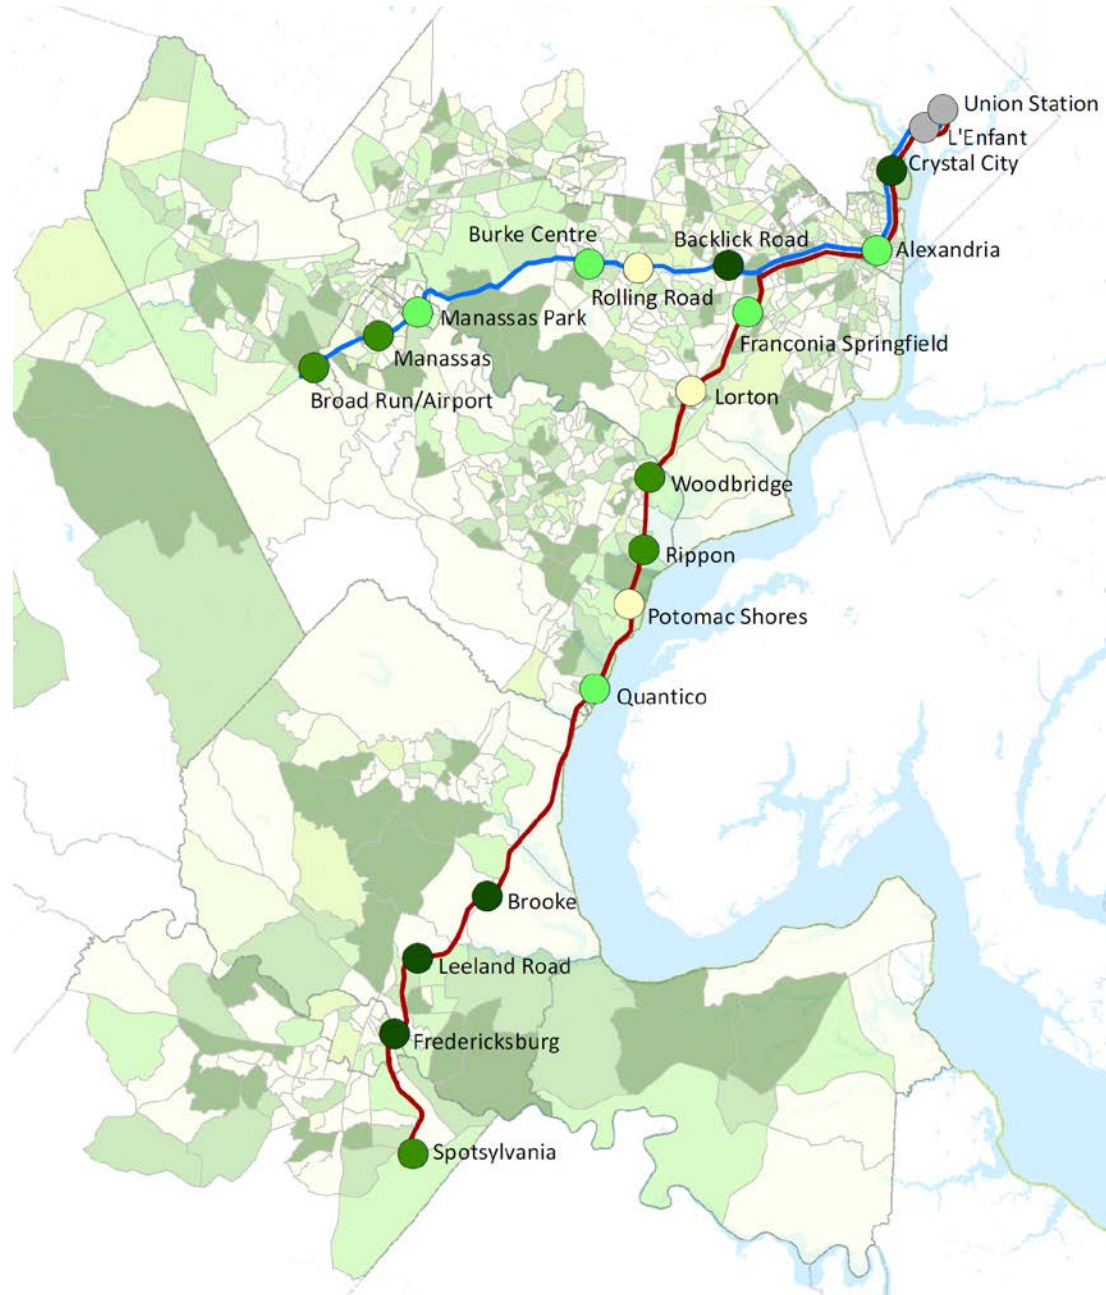 Union Station
L'Enfant
Crystal City
Burke Centre
Backlick Road
Alexandria
Rolling Road
Manassas Park
Franconia Springfield
Manassas
Broad Run/Airport
Lorton
Woodbridge
Rippon
Potomac Shores
Quantico
Brooke
Leeland Road
Fredericksburg
Spotsylvania